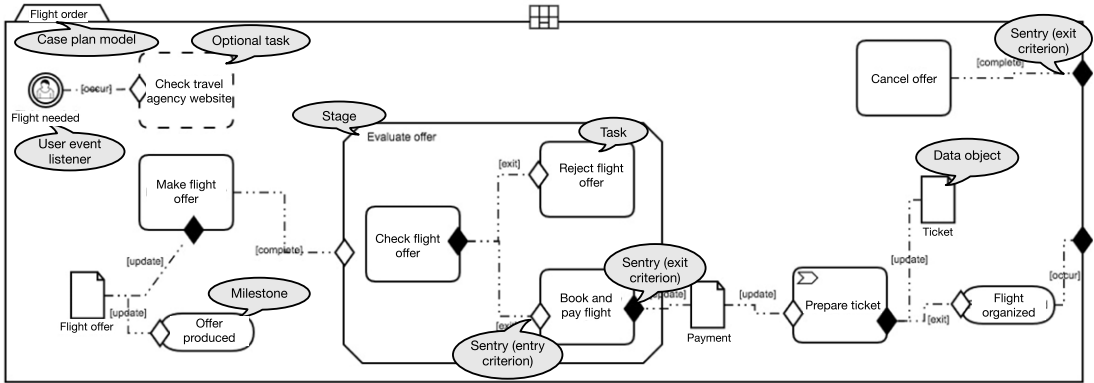 Flight order
Case plan model
Optional task
Sentry (exit
criterion)
[complete]
Cancel offer
Check travel
agency website
[occur]
Flight needed
User event
listener
Stage
Evaluate offer
Task
[exit]
Reject flight
offer
Data object
Make flight
offer
Check flight
offer
Ticket
[complete]
[update]
[update]
Sentry (exit
criterion)
[occur]
Milestone
Book and
pay flight
[update]
[update]
Prepare ticket
Flight
organized
Flight offer
[update]
Offer
produced
[exit]
[exit]
Payment
Sentry (entry
criterion)